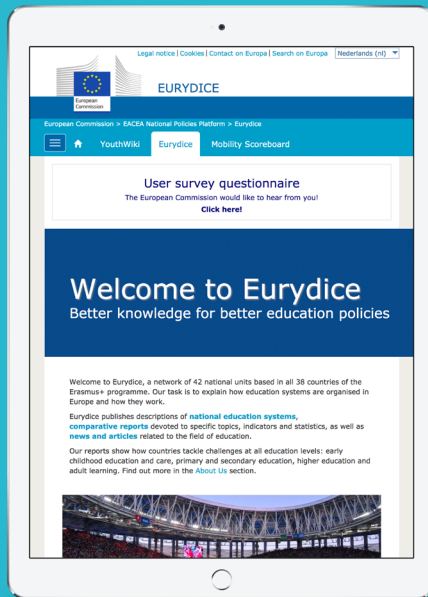 Legal notice | Cookies | Contact on Europa | Search on Europa Nederlands (nl)
European
Commission
EURYDICE
European Commission > EACEA National Policies Platform > Eurydice
YouthWiki Eurydice Mobility Scoreboard
User survey questionnaire
The European Commission would like to hear from you!
Click here!
Welcome to Eurydice
Better knowledge for better education policies
Welcome to Eurydice, a network of 42 national units based in all 38 countries of the
Erasmus+ programme. Our task is to explain how education systems are organised in
Europe and how they work.
Eurydice publishes descriptions of national education systems,
comparative reports devoted to specific topics, indicators and statistics, as well as
news and articles related to the field of education.
Our reports show how countries tackle challenges at all education levels: early
childhood education and care, primary and secondary education, higher education and
adult learning. Find out more in the About Us section.